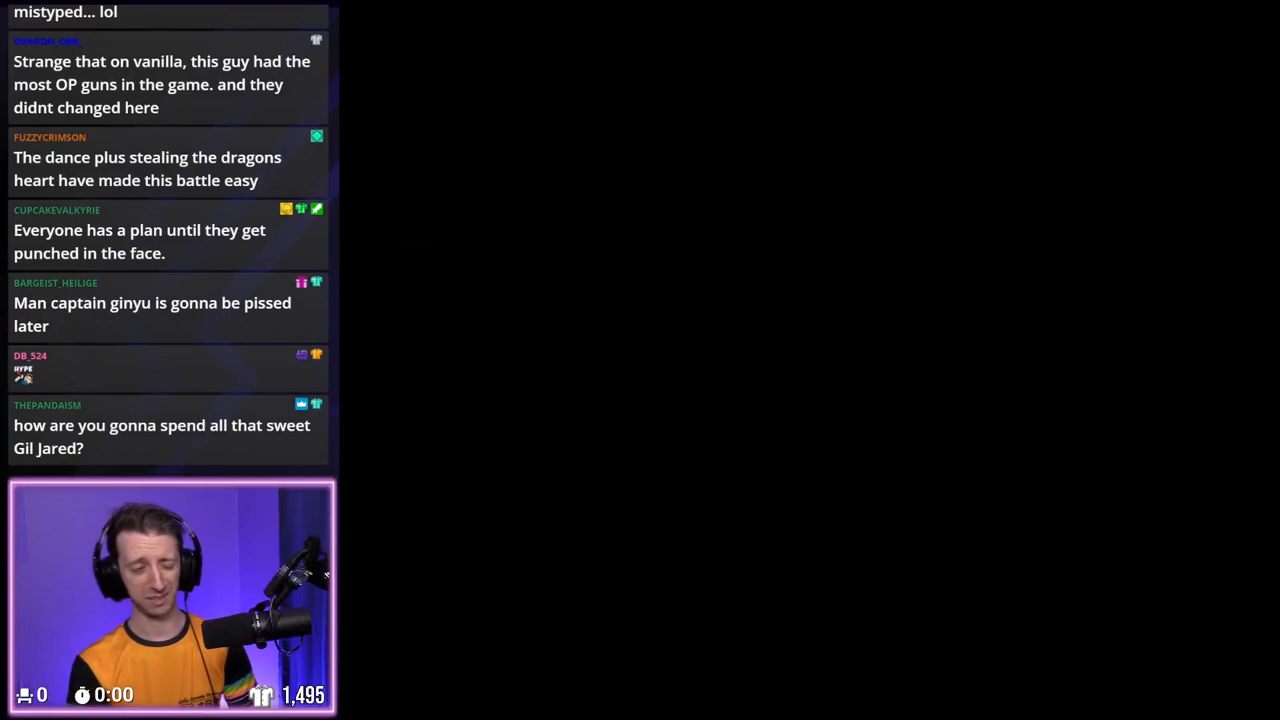 mistyped... lol
DRAGON_ORB_
Strange that on vanilla, this guy had the
most OP guns in the game. and they
didnt changed here
FUZZYCRIMSON
The dance plus stealing the dragons
heart have made this battle easy
CUPCAKEVALKYRIE
Everyone has a plan until they get
punched in the face.
BARGEIST_HEILIGE
Man captain ginyu is gonna be pissed
later
DB_524
HYPE
THEPANDAISM
how are you gonna spend all that sweet
Gil Jared?
0 0:00 1,495